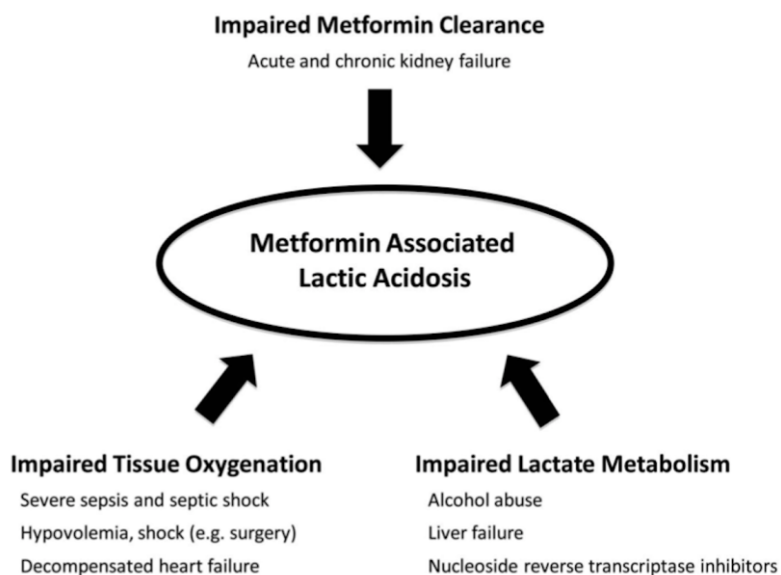 Impaired Metformin Clearance
Acute and chronic kidney failure
Metformin Associated
Lactic Acidosis
Impaired Tissue Oxygenation
Severe sepsis and septic shock
Hypovolemia, shock (e.g. surgery)
Decompensated heart failure
Impaired Lactate Metabolism
Alcohol abuse
Liver failure
Nucleoside reverse transcriptase inhibitors